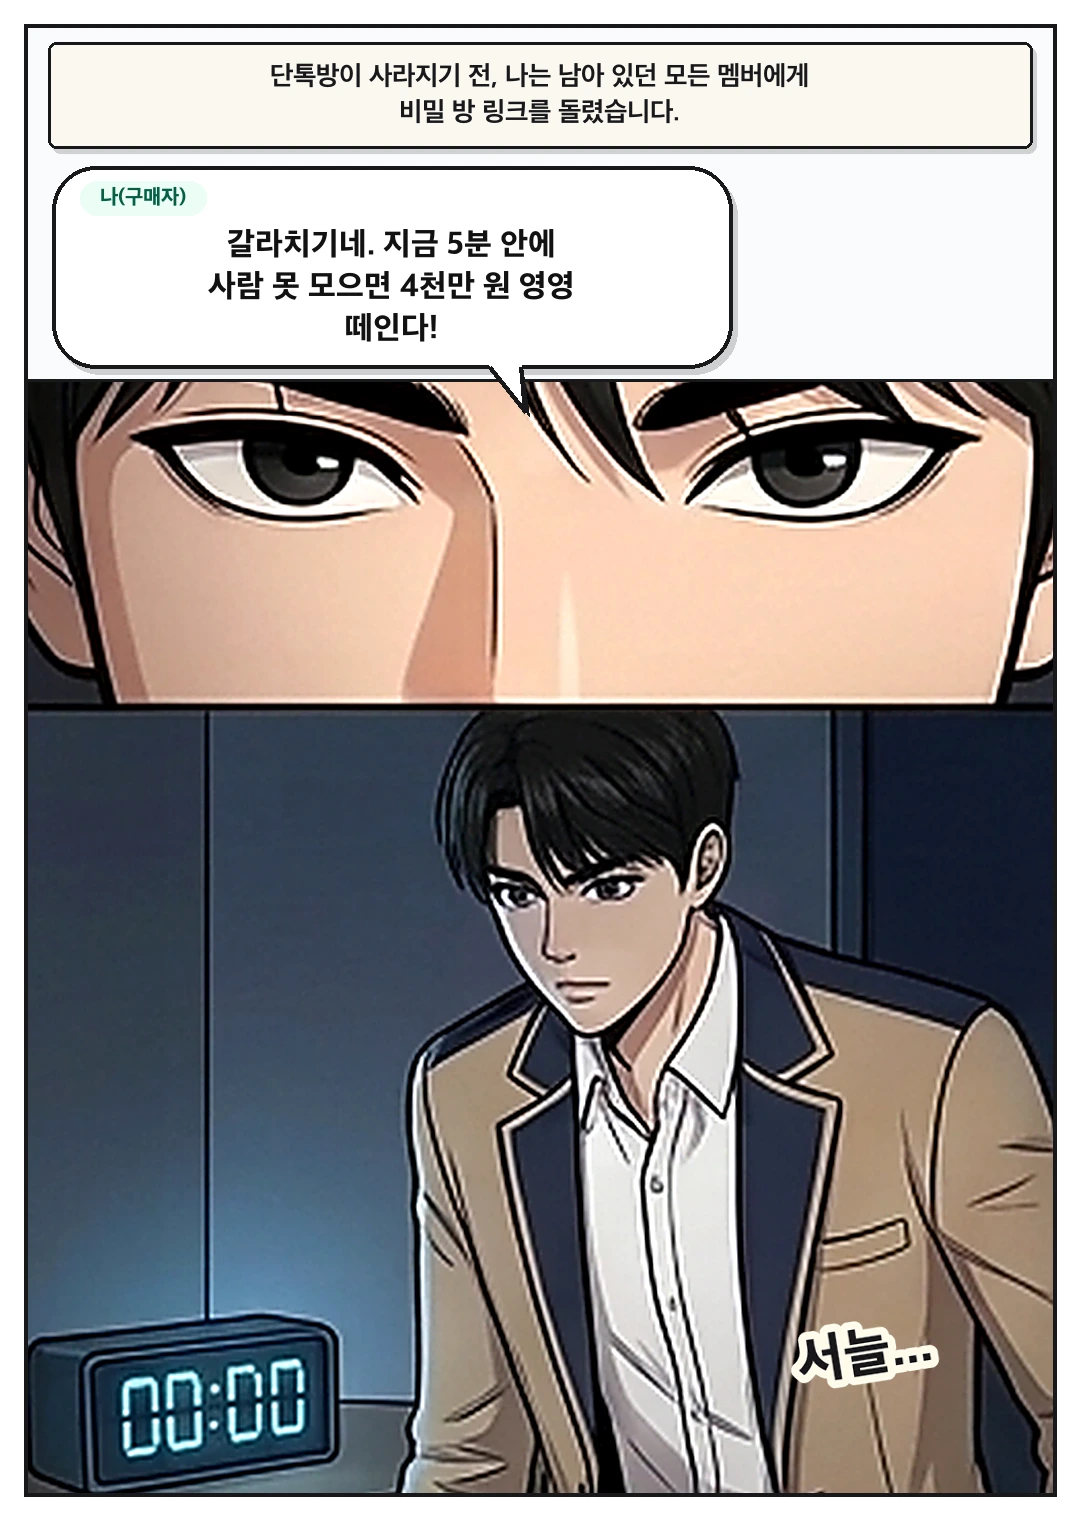 단톡방이 사라지기 전, 나는 남아 있던 모든 멤버에게
비밀 방 링크를 돌렸습니다.
나(구매자)
갈라치기네. 지금 5분 안에
사람 못 모으면 4천만 원 영영
떼인다!
00:00
서늘...